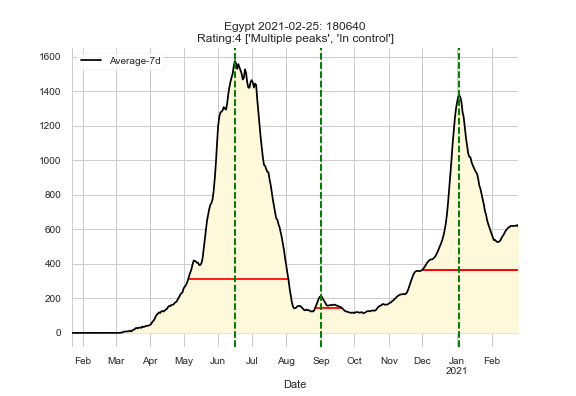 Egypt 2021-02-25: 180640
Rating:4 ['Multiple peaks', 'In control']
Average-7d
1600
1400
1200
1000
800
600
400
200
0
Feb Mar Apr May Jun Jul Aug Sep Oct Nov Dec Jan Feb
2021
Date